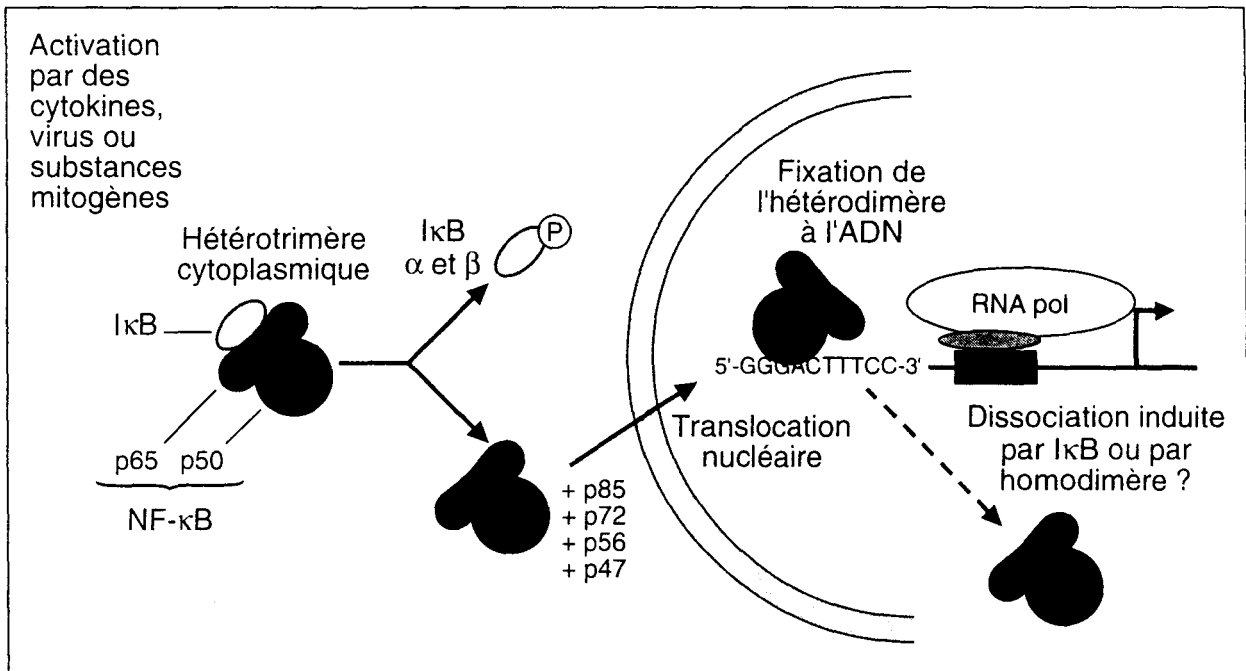 Activation
par des
cytokines,
virus ou
substances
mitogènes
Hétérotrimère
cytoplasmique
IκB
p65 p50
NF-κB
IκB
α et β
P
+ p85
+ p72
+ p56
+ p47
Translocation
nucléaire
Fixation de
l'hétérodimère
à l'ADN
5'-GGGACTTTCC-3'
RNA pol
Dissociation induite
par IκB ou par
homodimère ?